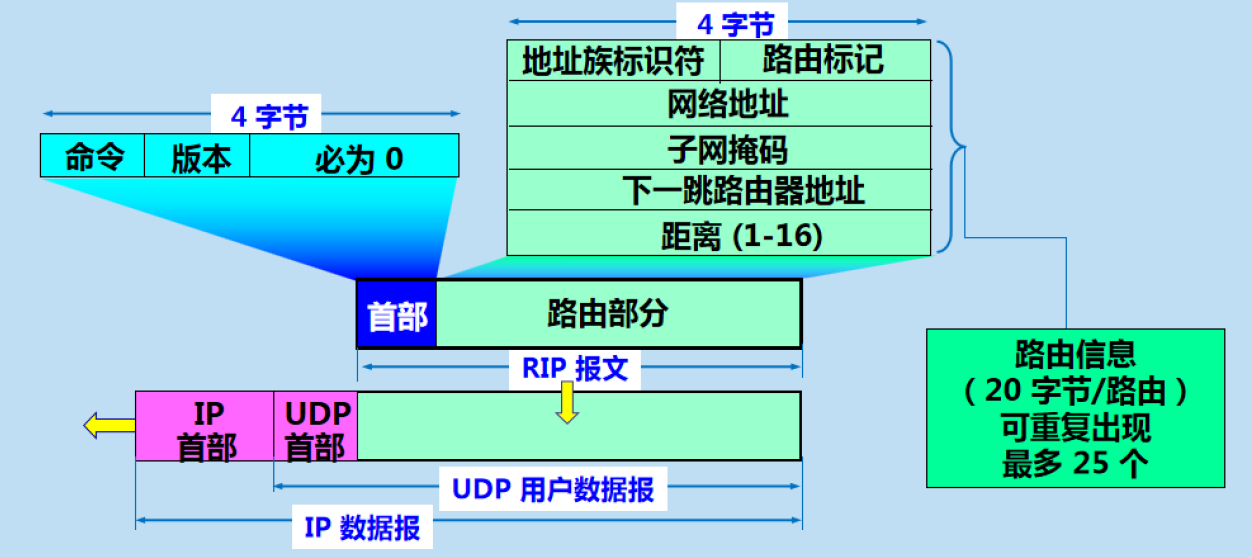 4 字节
地址族标识符 路由标记
网络地址
子网掩码
下一跳路由器地址
距离 (1-16)
4 字节
命令 版本 必为 0
首部 路由部分
RIP 报文
IP
首部
UDP
首部
UDP 用户数据报
IP 数据报
路由信息
（ 20 字节/路由 ）
可重复出现
最多 25 个